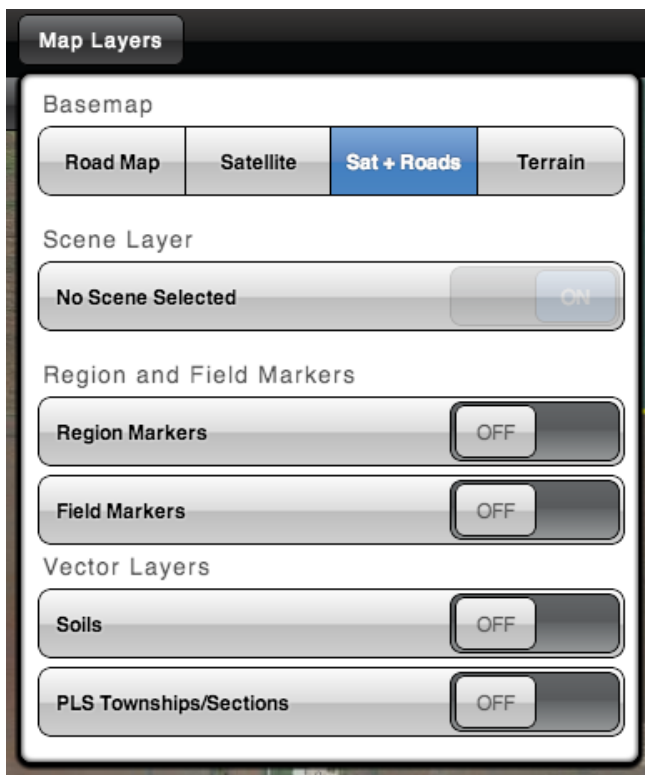 Map Layers
Basemap
Road Map Satellite Sat + Roads Terrain
Scene Layer
No Scene Selected ON
Region and Field Markers
Region Markers OFF
Field Markers OFF
Vector Layers
Soils OFF
PLS Townships/Sections OFF